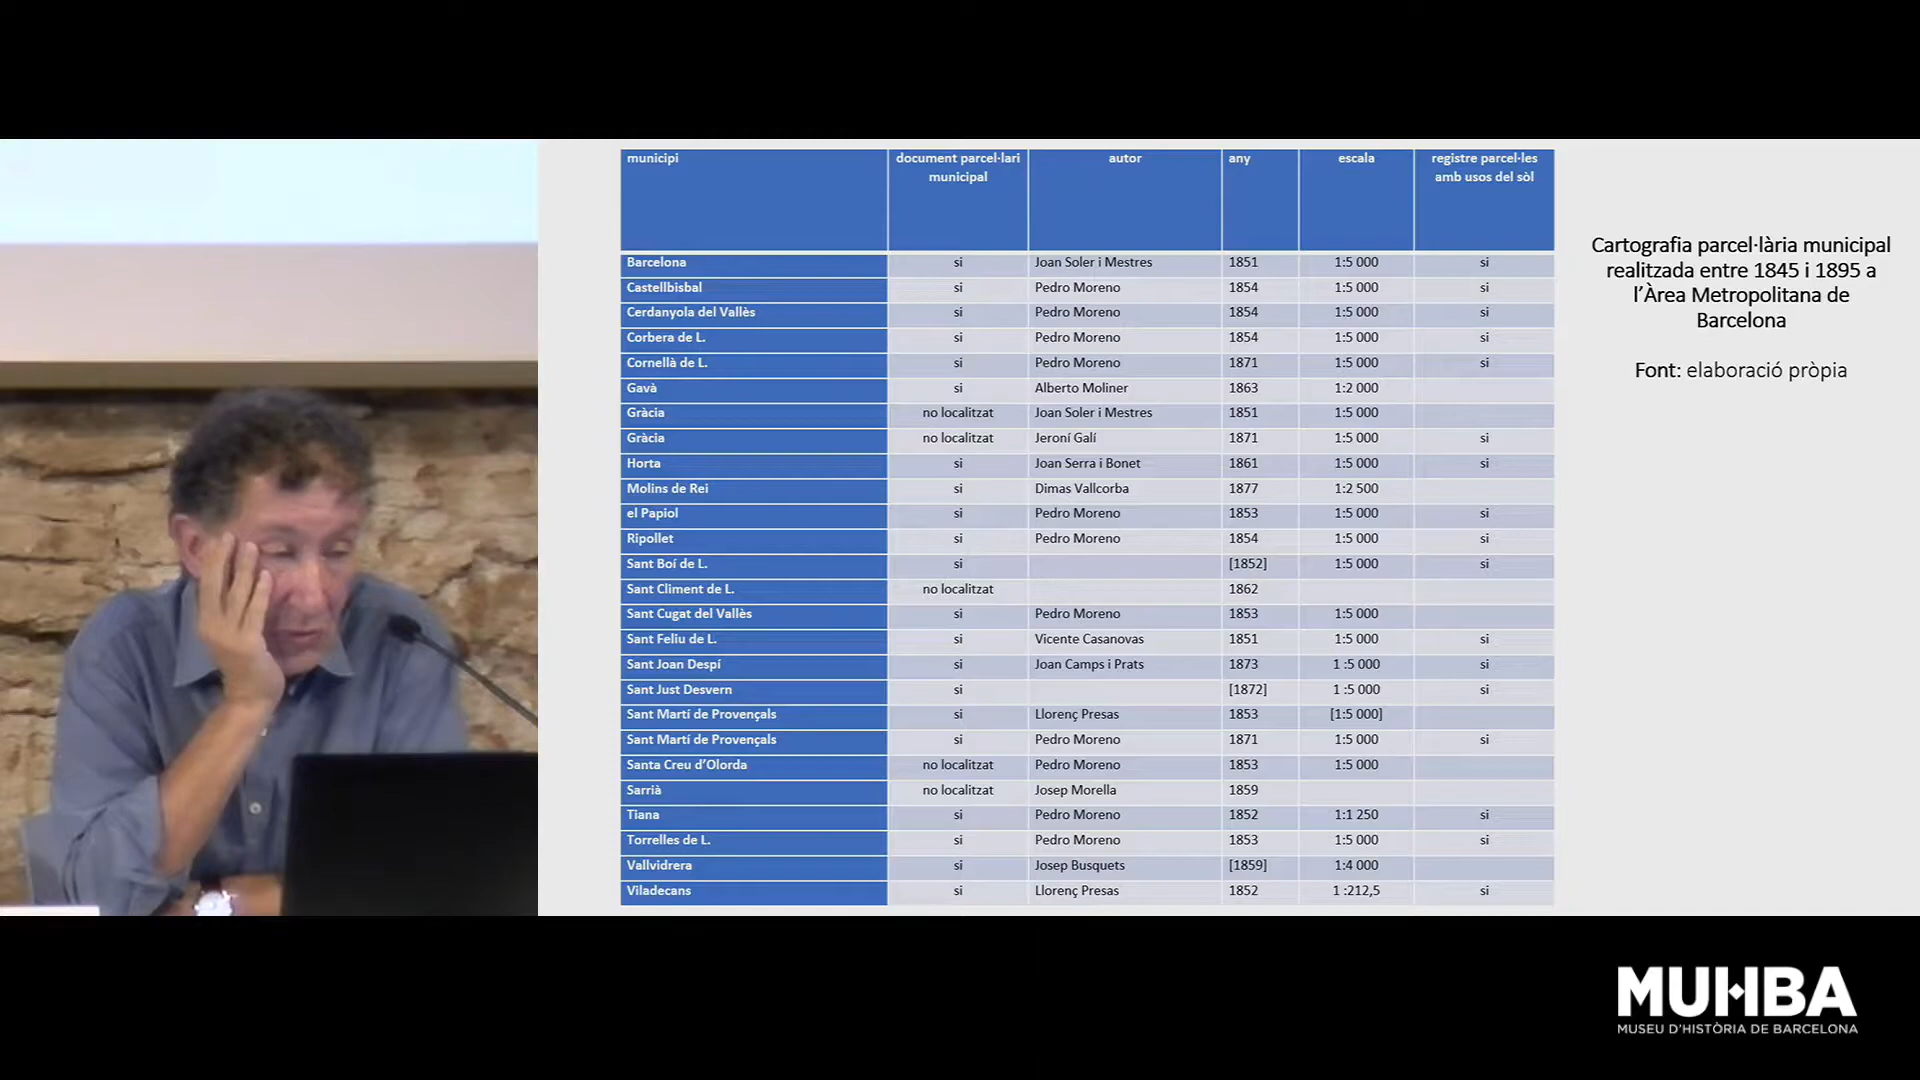 municipi document parcel·lari municipal autor any escala registre parcel·les amb usos del sòl
Barcelona si Joan Soler i Mestres 1851 1:5 000 si
Castellbisbal si Pedro Moreno 1854 1:5 000 si
Cerdanyola del Vallès si Pedro Moreno 1854 1:5 000 si
Corbera de L. si Pedro Moreno 1854 1:5 000 si
Cornellà de L. si Pedro Moreno 1871 1:5 000 si
Gavà si Alberto Moliner 1863 1:2 000
Gràcia no localitzat Joan Soler i Mestres 1851 1:5 000
Gràcia no localitzat Jeroní Galí 1871 1:5 000 si
Horta si Joan Serra i Bonet 1861 1:5 000 si
Molins de Rei si Dimas Vallcorba 1877 1:2 500
el Papiol si Pedro Moreno 1853 1:5 000 si
Ripollet si Pedro Moreno 1854 1:5 000 si
Sant Boí de L. si [1852] 1:5 000 si
Sant Climent de L. no localitzat 1862
Sant Cugat del Vallès si Pedro Moreno 1853 1:5 000
Sant Feliu de L. si Vicente Casanovas 1851 1:5 000 si
Sant Joan Despí si Joan Camps i Prats 1873 1 :5 000 si
Sant Just Desvern si [1872] 1 :5 000 si
Sant Martí de Provençals si Llorenç Presas 1853 [1:5 000]
Sant Martí de Provençals si Pedro Moreno 1871 1:5 000 si
Santa Creu d'Olorda no localitzat Pedro Moreno 1853 1:5 000
Sarrià no localitzat Josep Morella 1859
Tiana si Pedro Moreno 1852 1:1 250 si
Torrelles de L. si Pedro Moreno 1853 1:5 000 si
Vallvidrera si Josep Busquets [1859] 1:4 000
Viladecans si Llorenç Presas 1852 1 :212,5 si
Cartografia parcel·lària municipal
realitzada entre 1845 i 1895 a
l'Àrea Metropolitana de
Barcelona
Font: elaboració pròpia
MUHBA
MUSEU D'HISTÒRIA DE BARCELONA